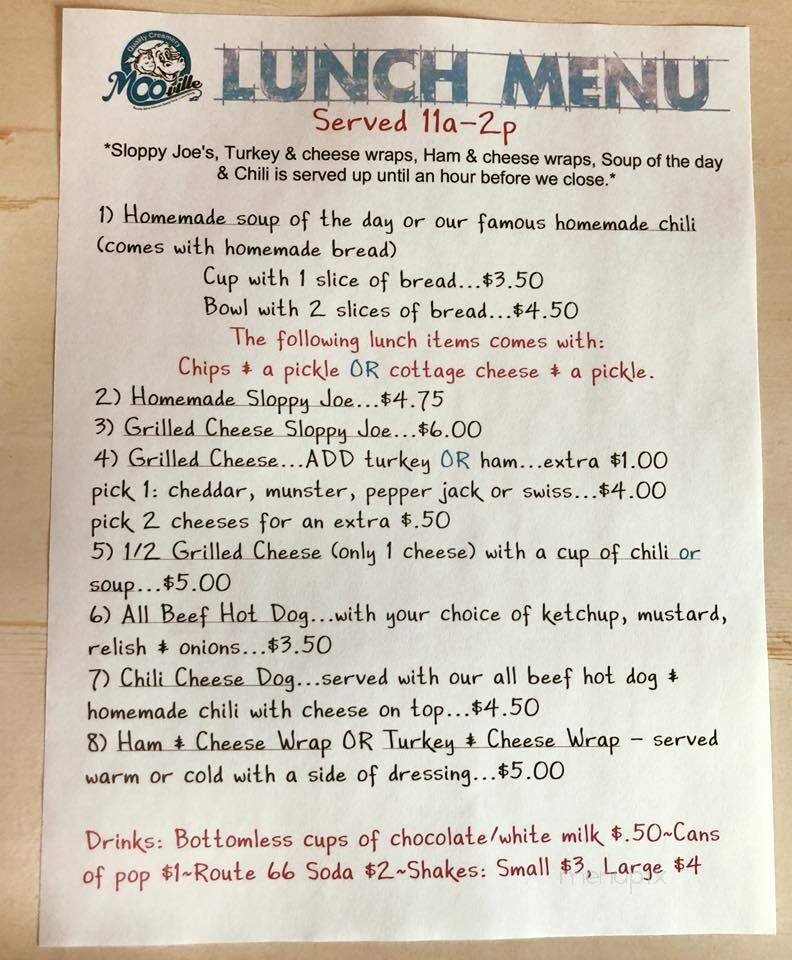 Quality Creamery
MOOville
LUNCH MENU
Served 11a-2p
*Sloppy Joe's, Turkey & cheese wraps, Ham & cheese wraps, Soup of the day
& Chili is served up until an hour before we close.*
1) Homemade soup of the day or our famous homemade chili
(comes with homemade bread)
Cup with 1 slice of bread...$3.50
Bowl with 2 slices of bread...$4.50
The following lunch items comes with:
Chips & a pickle OR cottage cheese & a pickle.
2) Homemade Sloppy Joe...$4.75
3) Grilled Cheese Sloppy Joe...$6.00
4) Grilled Cheese...ADD turkey OR ham...extra $1.00
pick 1: cheddar, munster, pepper jack or swiss...$4.00
pick 2 cheeses for an extra $.50
5) 1/2 Grilled Cheese (only 1 cheese) with a cup of chili or
soup...$5.00
6) All Beef Hot Dog...with your choice of ketchup, mustard,
relish & onions...$3.50
7) Chili Cheese Dog...served with our all beef hot dog &
homemade chili with cheese on top...$4.50
8) Ham & Cheese Wrap OR Turkey & Cheese Wrap - served
warm or cold with a side of dressing...$5.00
Drinks: Bottomless cups of chocolate/white milk $.50~Cans
of pop $1~Route 66 Soda $2~Shakes: Small $3, Large $4
menupix